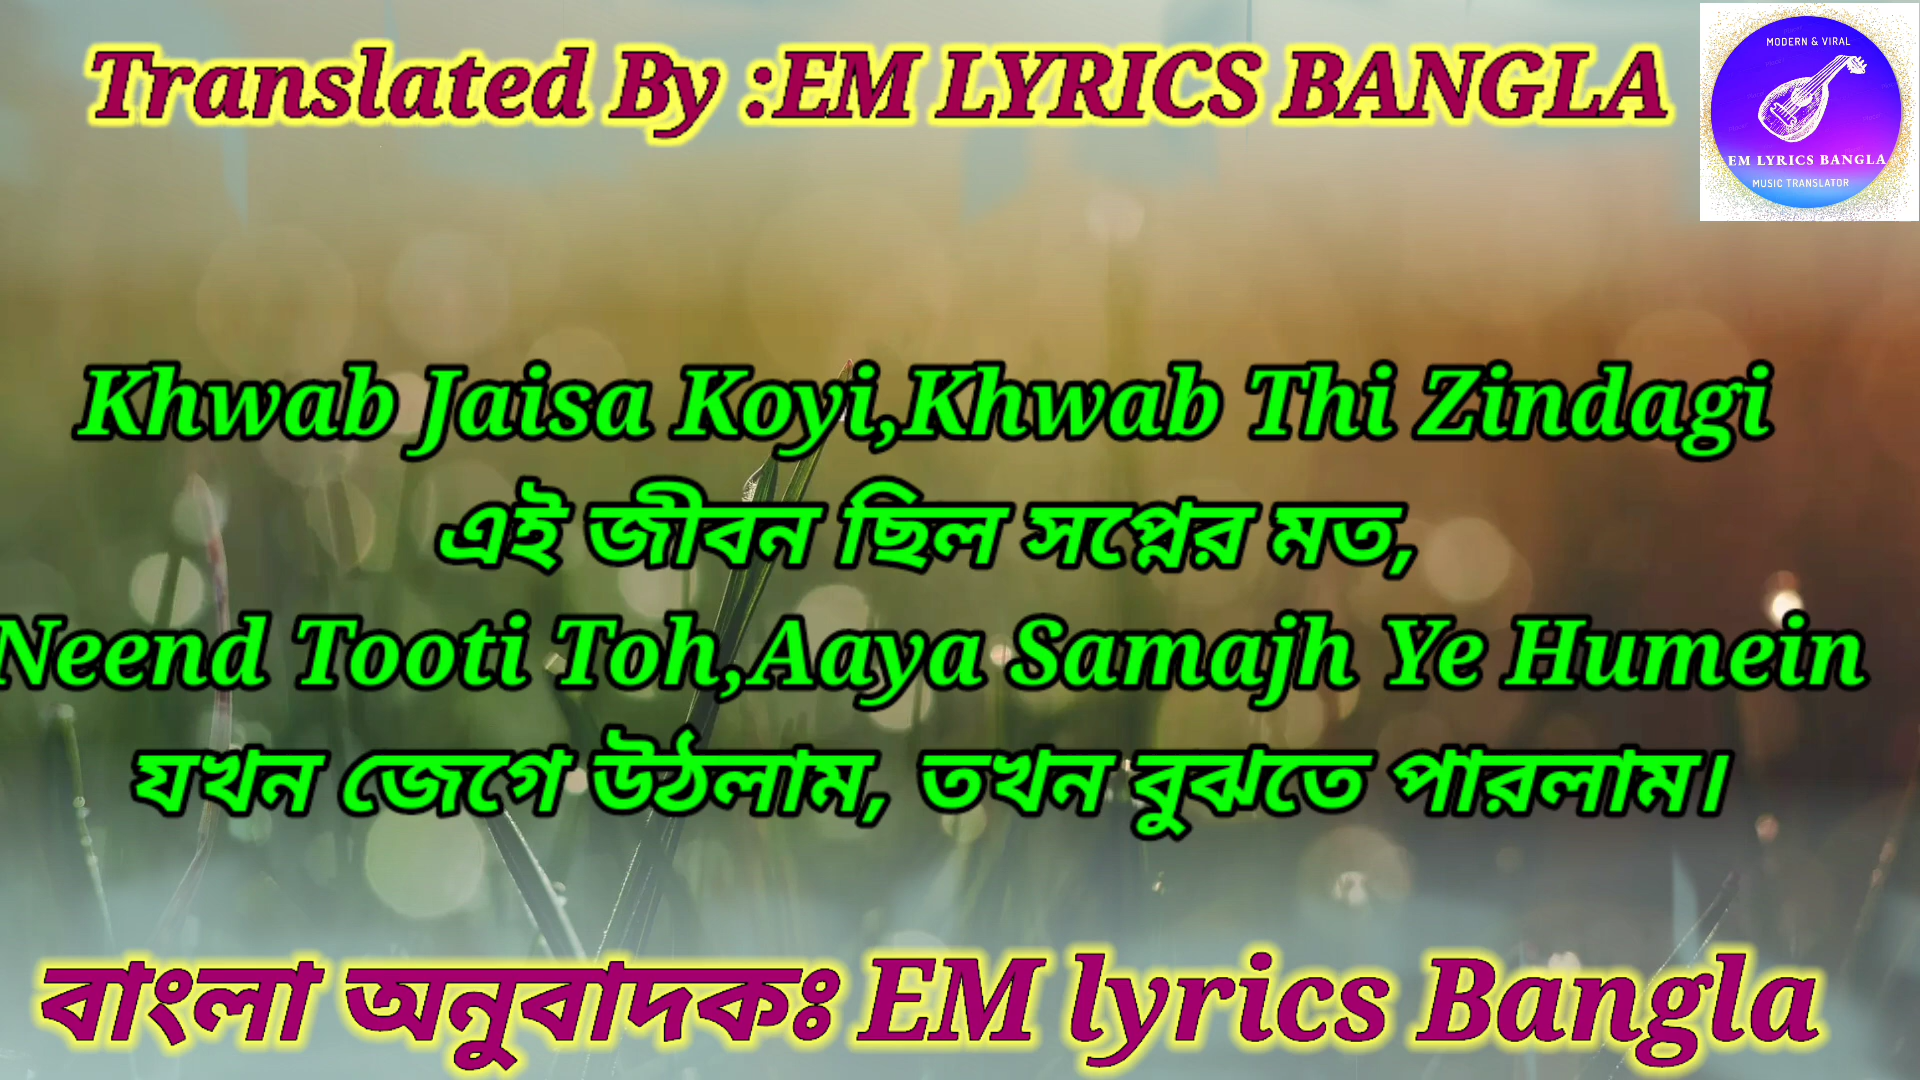 Translated By :EM LYRICS BANGLA
MODERN & VIRAL
EM LYRICS BANGLA
MUSIC TRANSLATOR
Khwab Jaisa Koyi,Khwab Thi Zindagi
এই জীবন ছিল সপ্নের মত,
Neend Tooti Toh,Aaya Samajh Ye Humein
যখন জেগে উঠলাম, তখন বুঝতে পারলাম।
বাংলা অনুবাদকঃ EM lyrics Bangla